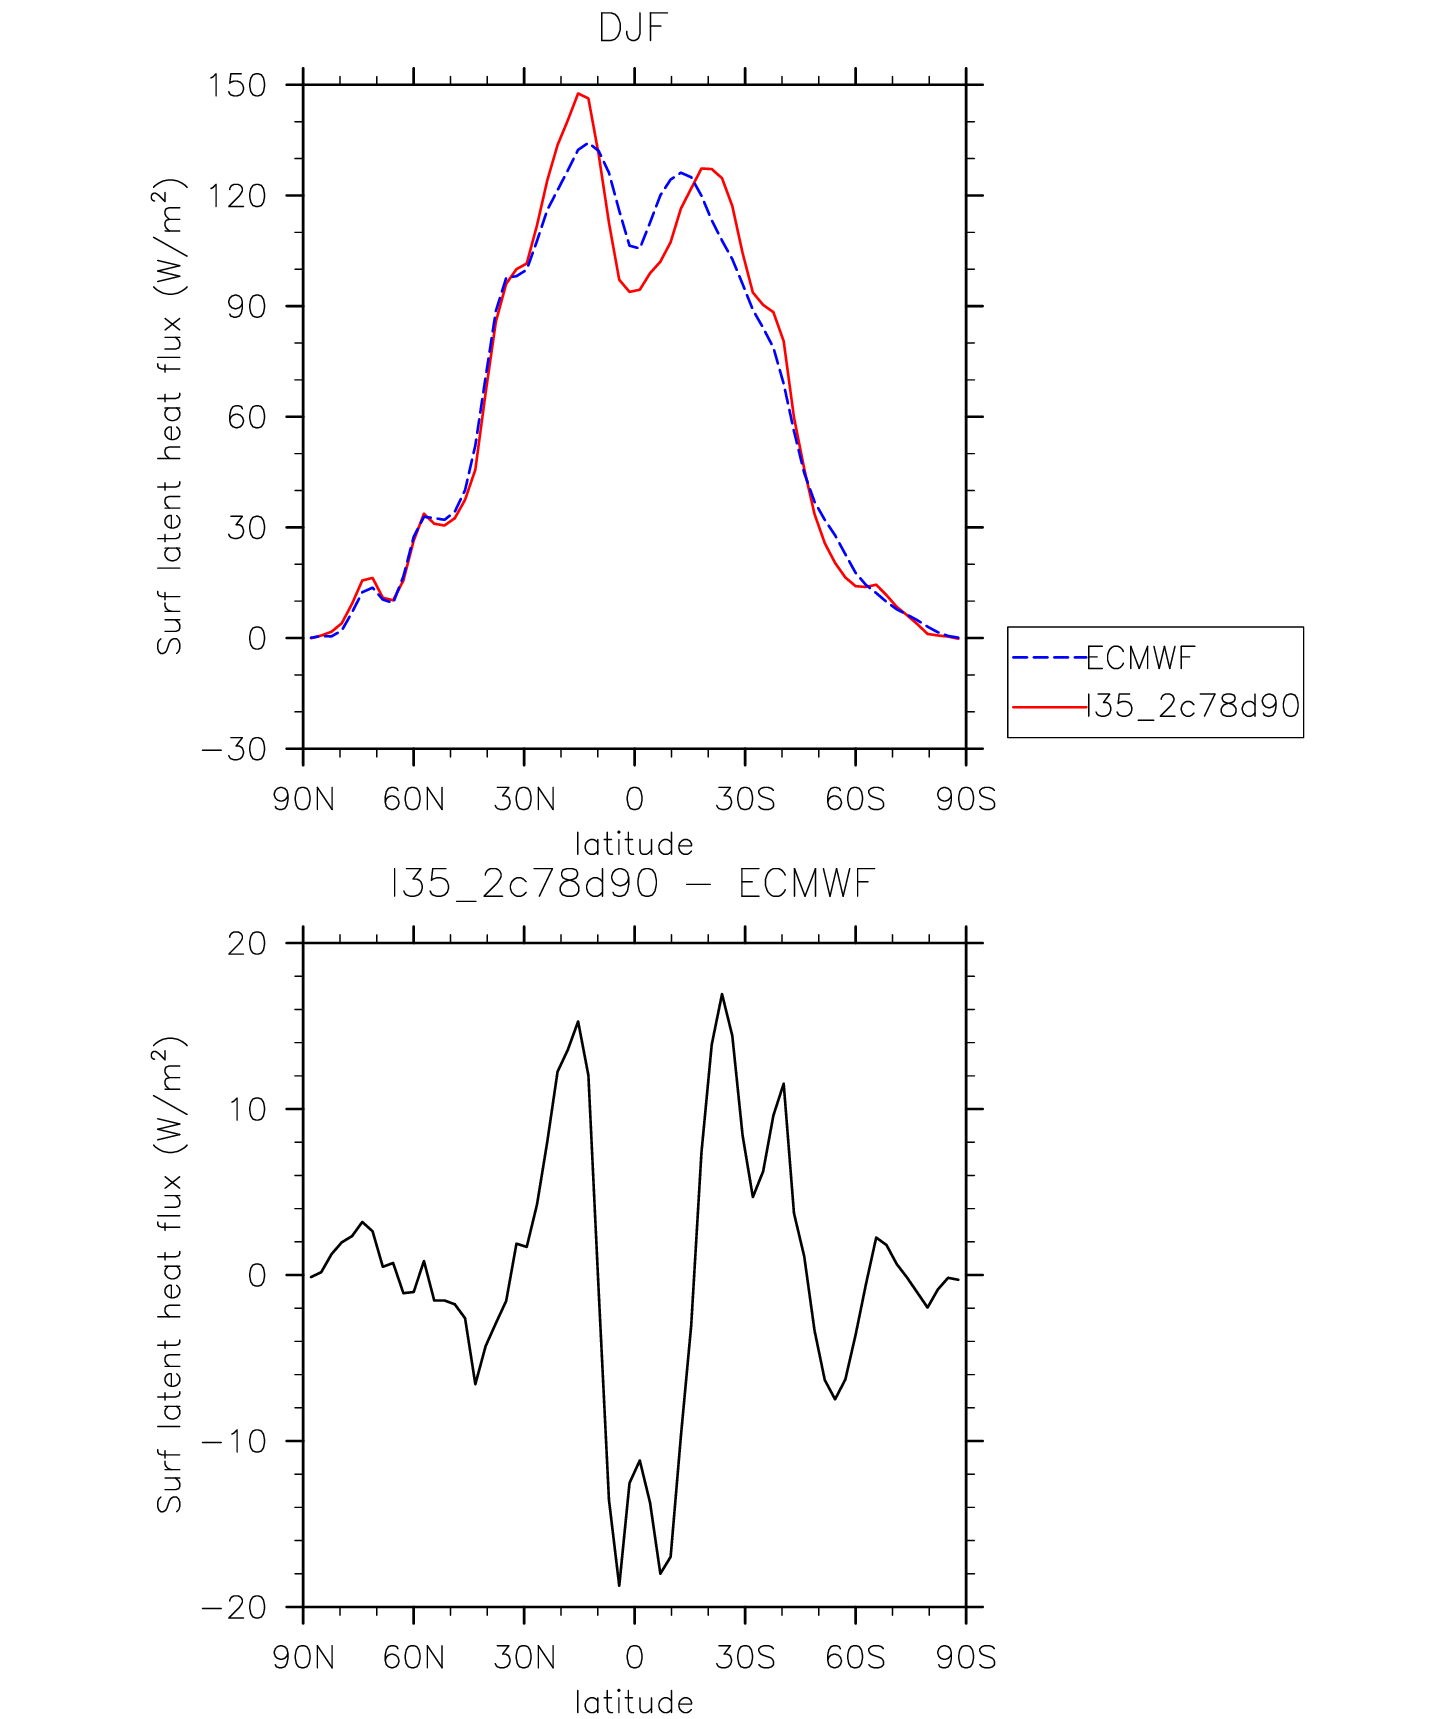 DJF
150
120
90
60
30
0
−30
Surf latent heat flux (W/m²)
90N 60N 30N 0 30S 60S 90S
latitude
ECMWF
I35_2c78d90
I35_2c78d90 − ECMWF
20
10
0
−10
−20
Surf latent heat flux (W/m²)
90N 60N 30N 0 30S 60S 90S
latitude